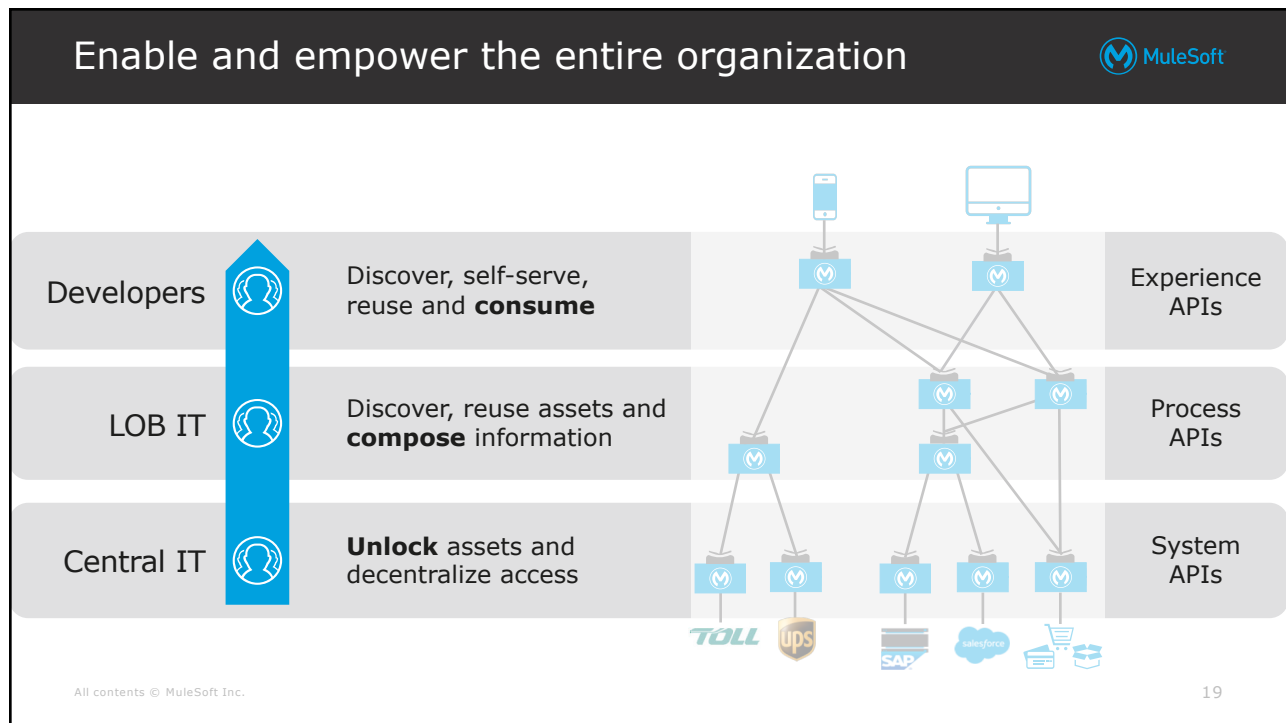 Enable and empower the entire organization
MuleSoft
Developers
Discover, self-serve,
reuse and consume
Experience
APIs
LOB IT
Discover, reuse assets and
compose information
Process
APIs
Central IT
Unlock assets and
decentralize access
System
APIs
TOLL
ups
SAP
salesforce
All contents © MuleSoft Inc.
19